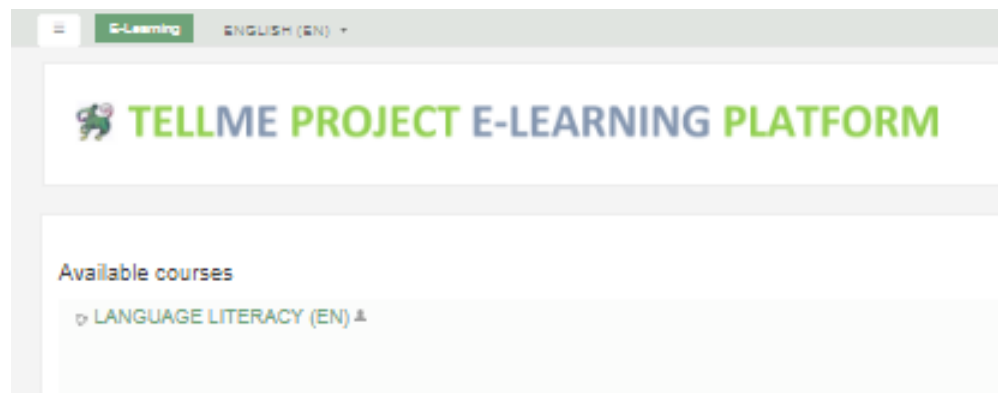 E-Learning ENGLISH (EN)
TELLME PROJECT E-LEARNING PLATFORM
Available courses
LANGUAGE LITERACY (EN)